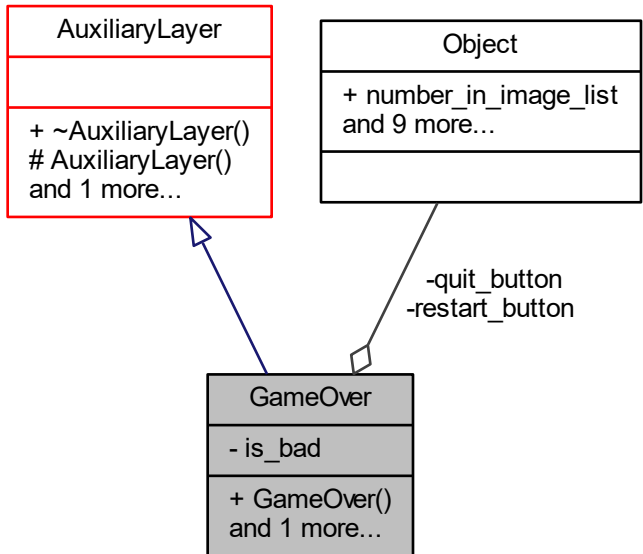 AuxiliaryLayer
+ ~AuxiliaryLayer()
# AuxiliaryLayer()
and 1 more...
Object
+ number_in_image_list
and 9 more...
-quit_button
-restart_button
GameOver
- is_bad
+ GameOver()
and 1 more...